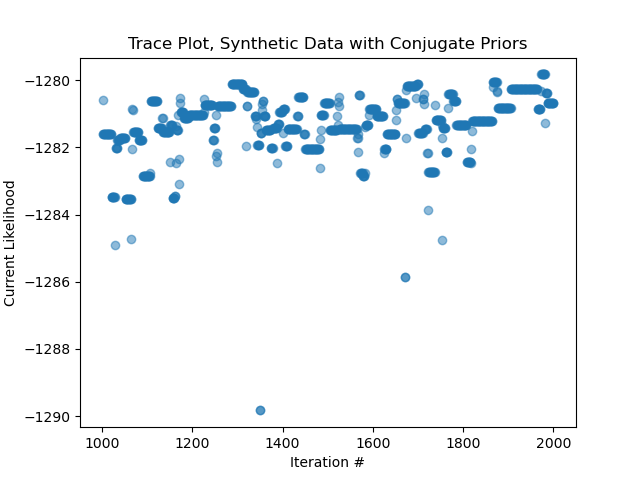 Trace Plot, Synthetic Data with Conjugate Priors
Current Likelihood
−1280
−1282
−1284
−1286
−1288
−1290
1000 1200 1400 1600 1800 2000
Iteration #